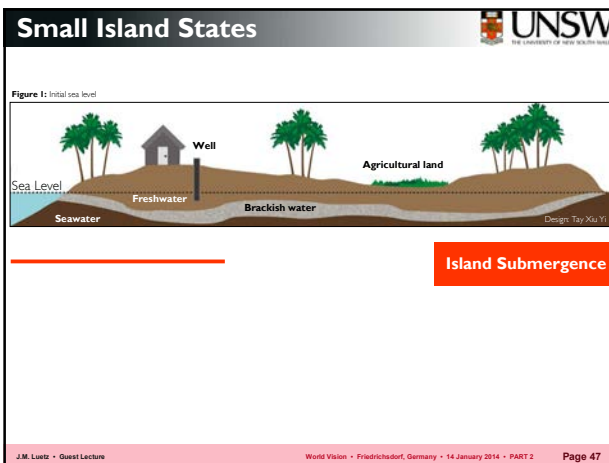 Small Island States
UNSW
THE UNIVERSITY OF NEW SOUTH WALES
Figure 1: Initial sea level
Well
Agricultural land
Sea Level
Freshwater
Brackish water
Seawater
Design: Tay Xiu Yi
Island Submergence
J.M. Luetz • Guest Lecture
World Vision • Friedrichsdorf, Germany • 14 January 2014 • PART 2
Page 47